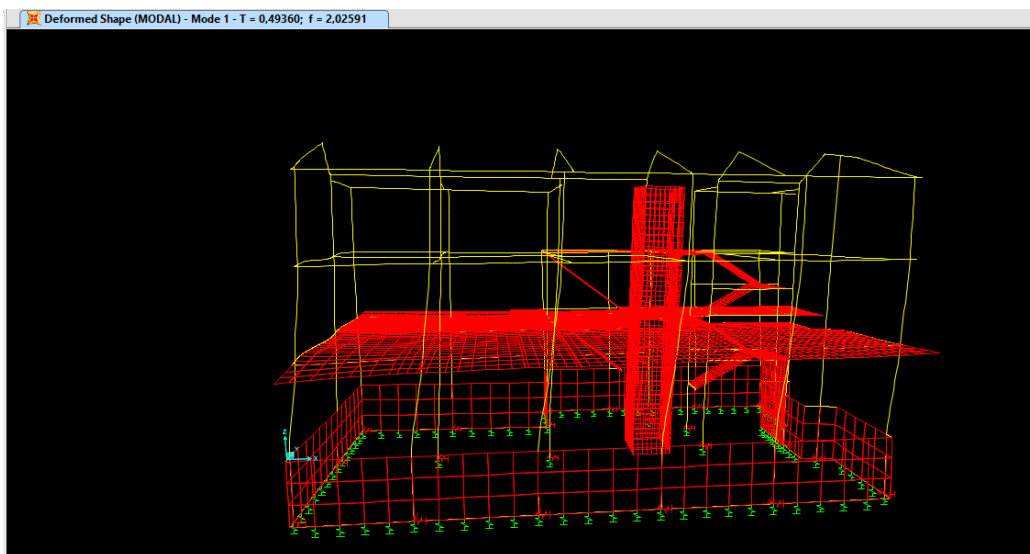 Deformed Shape (MODAL) - Mode 1 - T = 0,49360; f = 2,02591
Z
Y
X